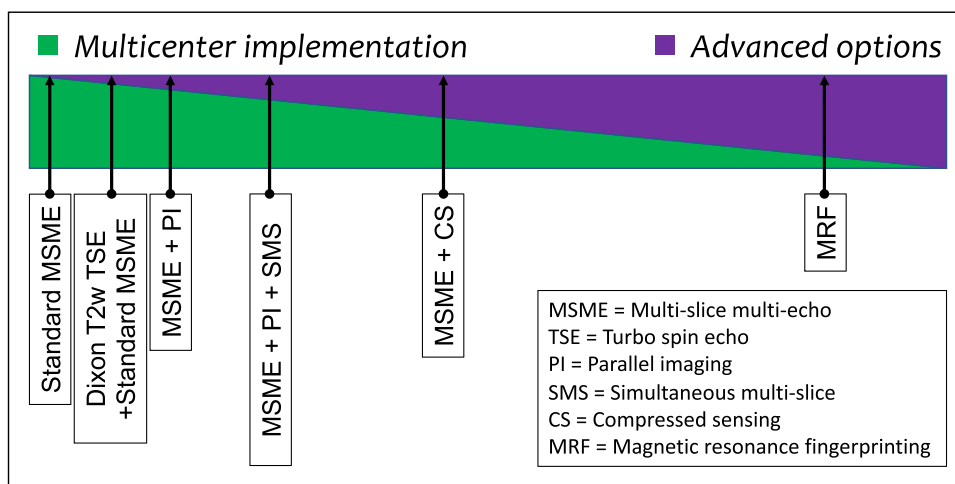 Multicenter implementation
Advanced options
Standard MSME
Dixon T2w TSE
+Standard MSME
MSME + PI
MSME + PI + SMS
MSME + CS
MRF
MSME = Multi-slice multi-echo
TSE = Turbo spin echo
PI = Parallel imaging
SMS = Simultaneous multi-slice
CS = Compressed sensing
MRF = Magnetic resonance fingerprinting